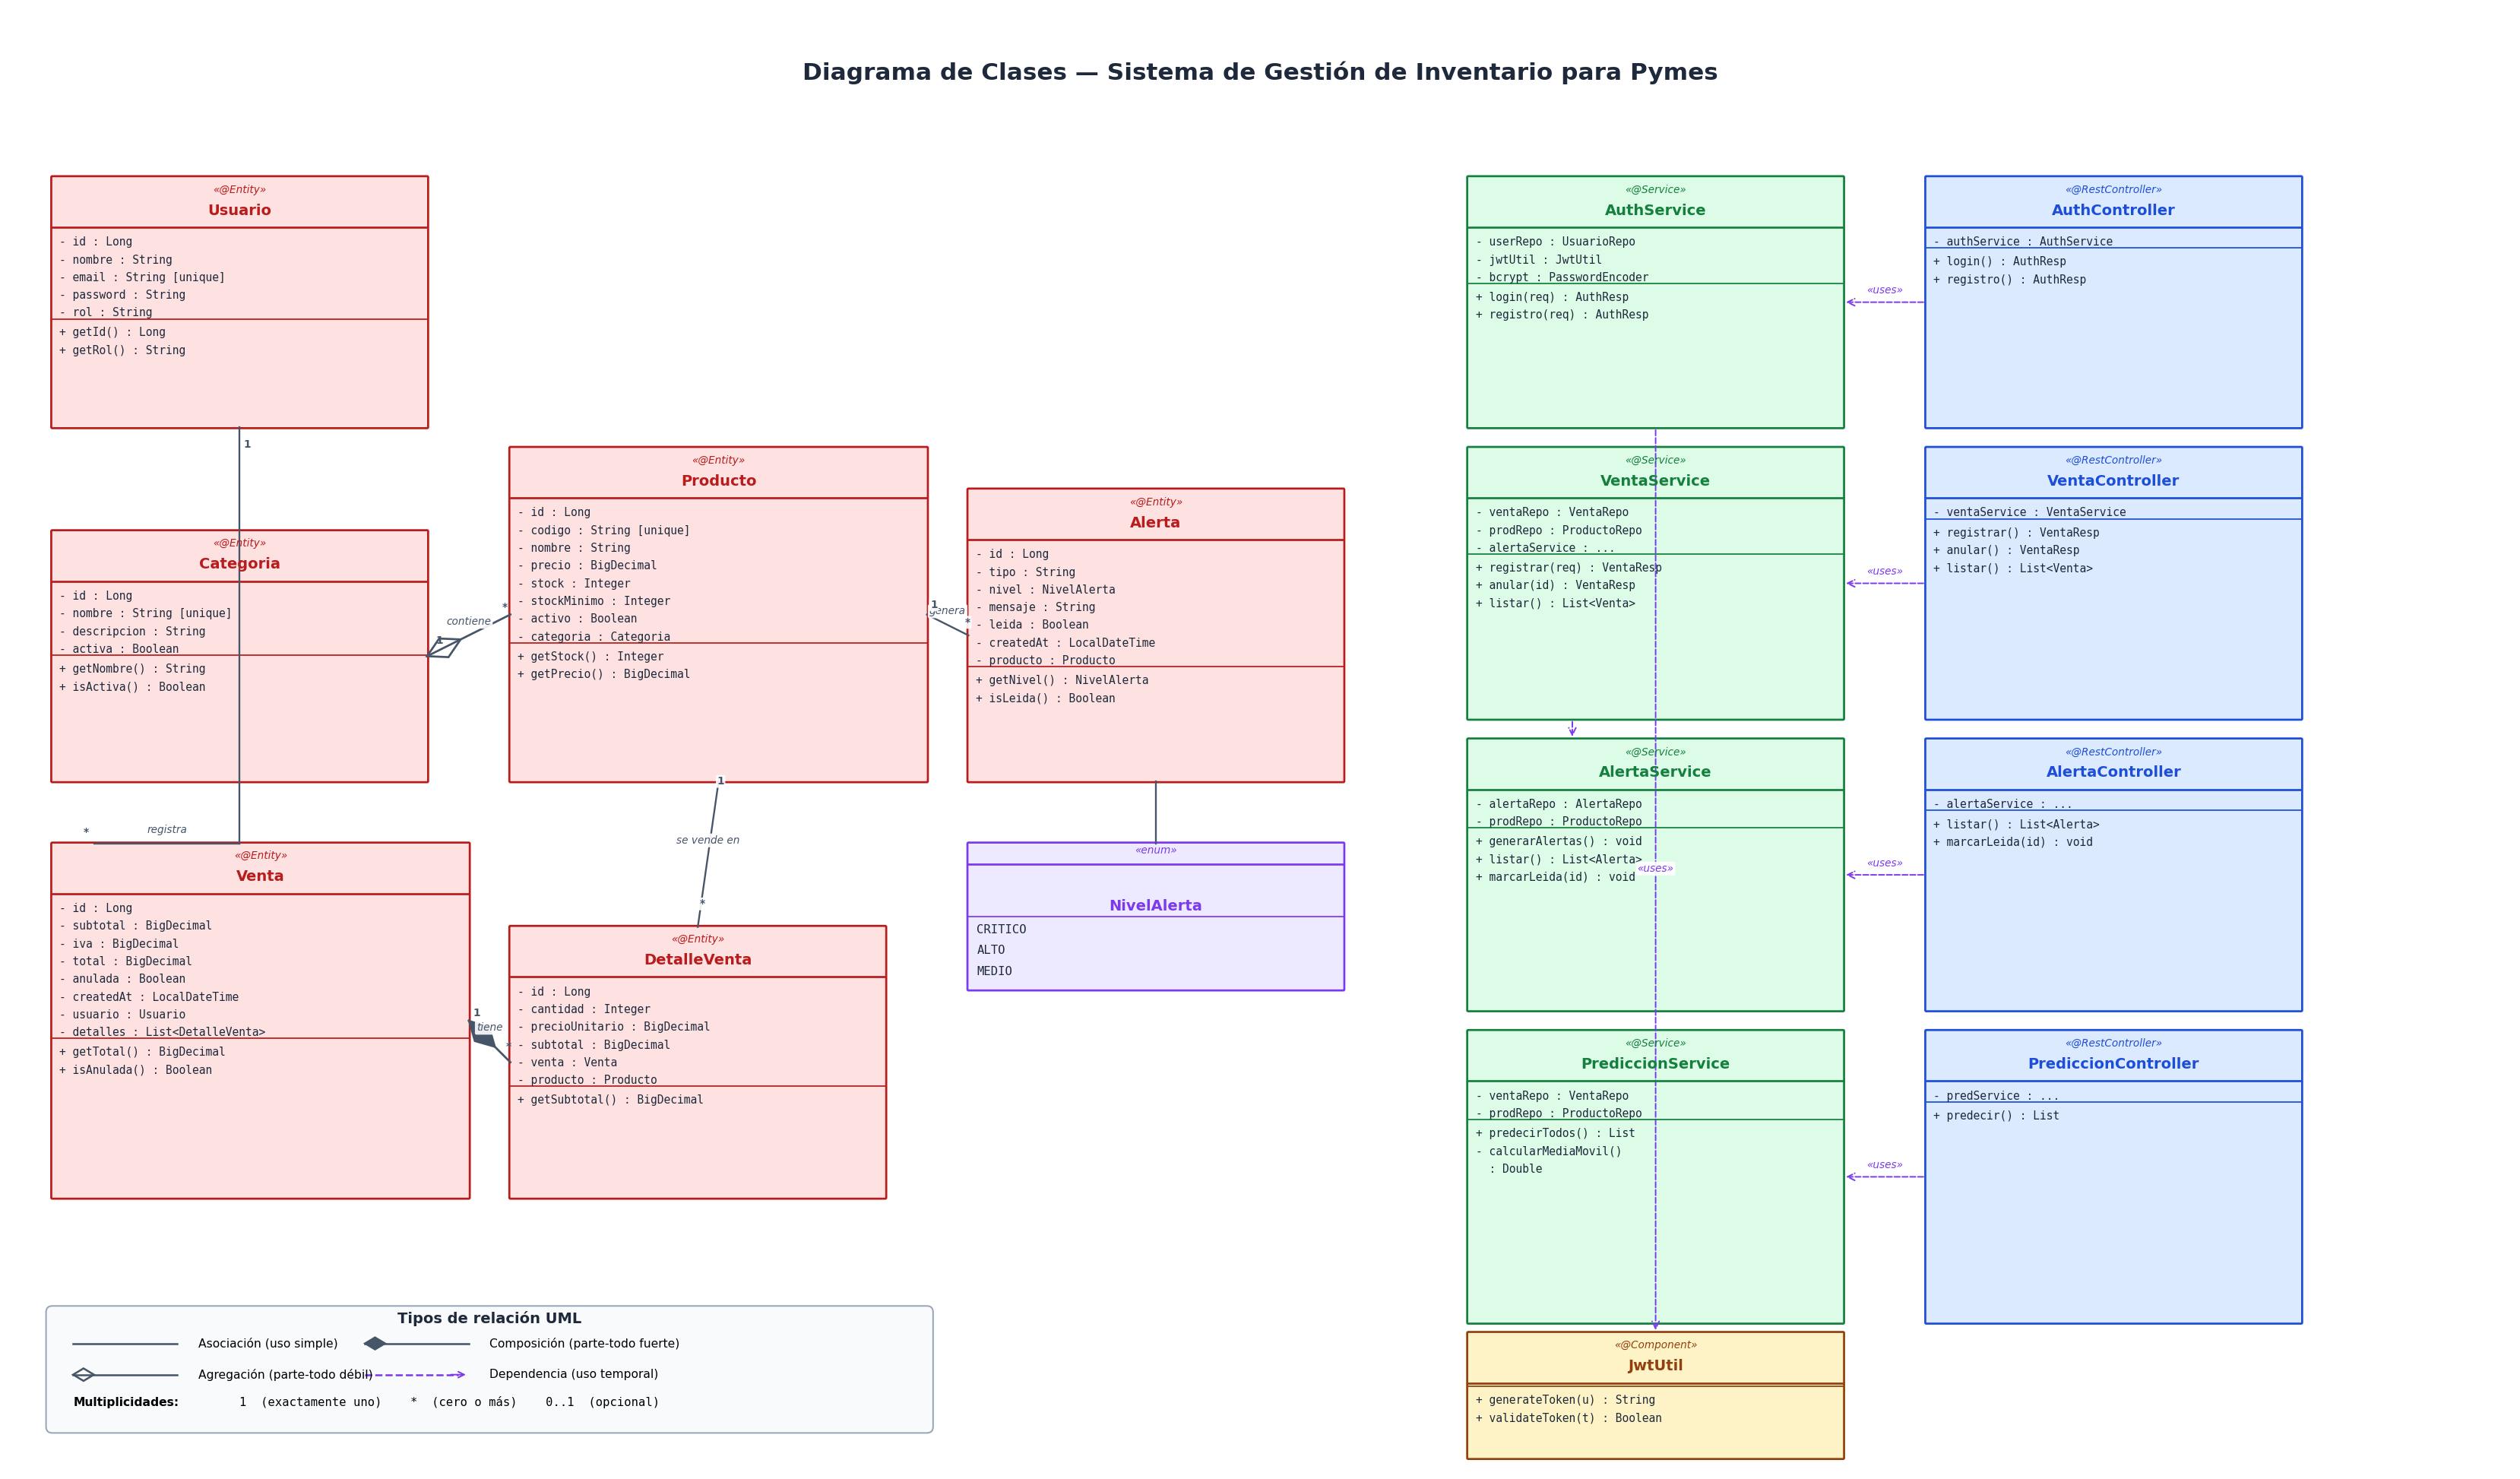 Diagrama de Clases — Sistema de Gestión de Inventario para Pymes
«@Entity»
Usuario
- id : Long
- nombre : String
- email : String [unique]
- password : String
- rol : String
+ getId() : Long
+ getRol() : String
1
«@Entity»
Categoria
- id : Long
- nombre : String [unique]
- descripcion : String
- activa : Boolean
+ getNombre() : String
+ isActiva() : Boolean
1
contiene
*
«@Entity»
Producto
- id : Long
- codigo : String [unique]
- nombre : String
- precio : BigDecimal
- stock : Integer
- stockMinimo : Integer
- activo : Boolean
- categoria : Categoria
+ getStock() : Integer
+ getPrecio() : BigDecimal
1
genera
*
«@Entity»
Alerta
- id : Long
- tipo : String
- nivel : NivelAlerta
- mensaje : String
- leida : Boolean
- createdAt : LocalDateTime
- producto : Producto
+ getNivel() : NivelAlerta
+ isLeida() : Boolean
*
registra
«@Entity»
Venta
- id : Long
- subtotal : BigDecimal
- iva : BigDecimal
- total : BigDecimal
- anulada : Boolean
- createdAt : LocalDateTime
- usuario : Usuario
- detalles : List<DetalleVenta>
+ getTotal() : BigDecimal
+ isAnulada() : Boolean
1
tiene
*
1
se vende en
*
«@Entity»
DetalleVenta
- id : Long
- cantidad : Integer
- precioUnitario : BigDecimal
- subtotal : BigDecimal
- venta : Venta
- producto : Producto
+ getSubtotal() : BigDecimal
«enum»
NivelAlerta
CRITICO
ALTO
MEDIO
«@Service»
AuthService
- userRepo : UsuarioRepo
- jwtUtil : JwtUtil
- bcrypt : PasswordEncoder
+ login(req) : AuthResp
+ registro(req) : AuthResp
«uses»
«@RestController»
AuthController
- authService : AuthService
+ login() : AuthResp
+ registro() : AuthResp
«@Service»
VentaService
- ventaRepo : VentaRepo
- prodRepo : ProductoRepo
- alertaService : ...
+ registrar(req) : VentaResp
+ anular(id) : VentaResp
+ listar() : List<Venta>
«uses»
«@RestController»
VentaController
- ventaService : VentaService
+ registrar() : VentaResp
+ anular() : VentaResp
+ listar() : List<Venta>
«@Service»
AlertaService
- alertaRepo : AlertaRepo
- prodRepo : ProductoRepo
+ generarAlertas() : void
+ listar() : List<Alerta>
+ marcarLeida(id) : void
«uses»
«uses»
«@RestController»
AlertaController
- alertaService : ...
+ listar() : List<Alerta>
+ marcarLeida(id) : void
«@Service»
PrediccionService
- ventaRepo : VentaRepo
- prodRepo : ProductoRepo
+ predecirTodos() : List
- calcularMediaMovil()
: Double
«uses»
«@RestController»
PrediccionController
- predService : ...
+ predecir() : List
«@Component»
JwtUtil
+ generateToken(u) : String
+ validateToken(t) : Boolean
Tipos de relación UML
Asociación (uso simple)
Composición (parte-todo fuerte)
Agregación (parte-todo débil)
Dependencia (uso temporal)
Multiplicidades: 1 (exactamente uno) * (cero o más) 0..1 (opcional)